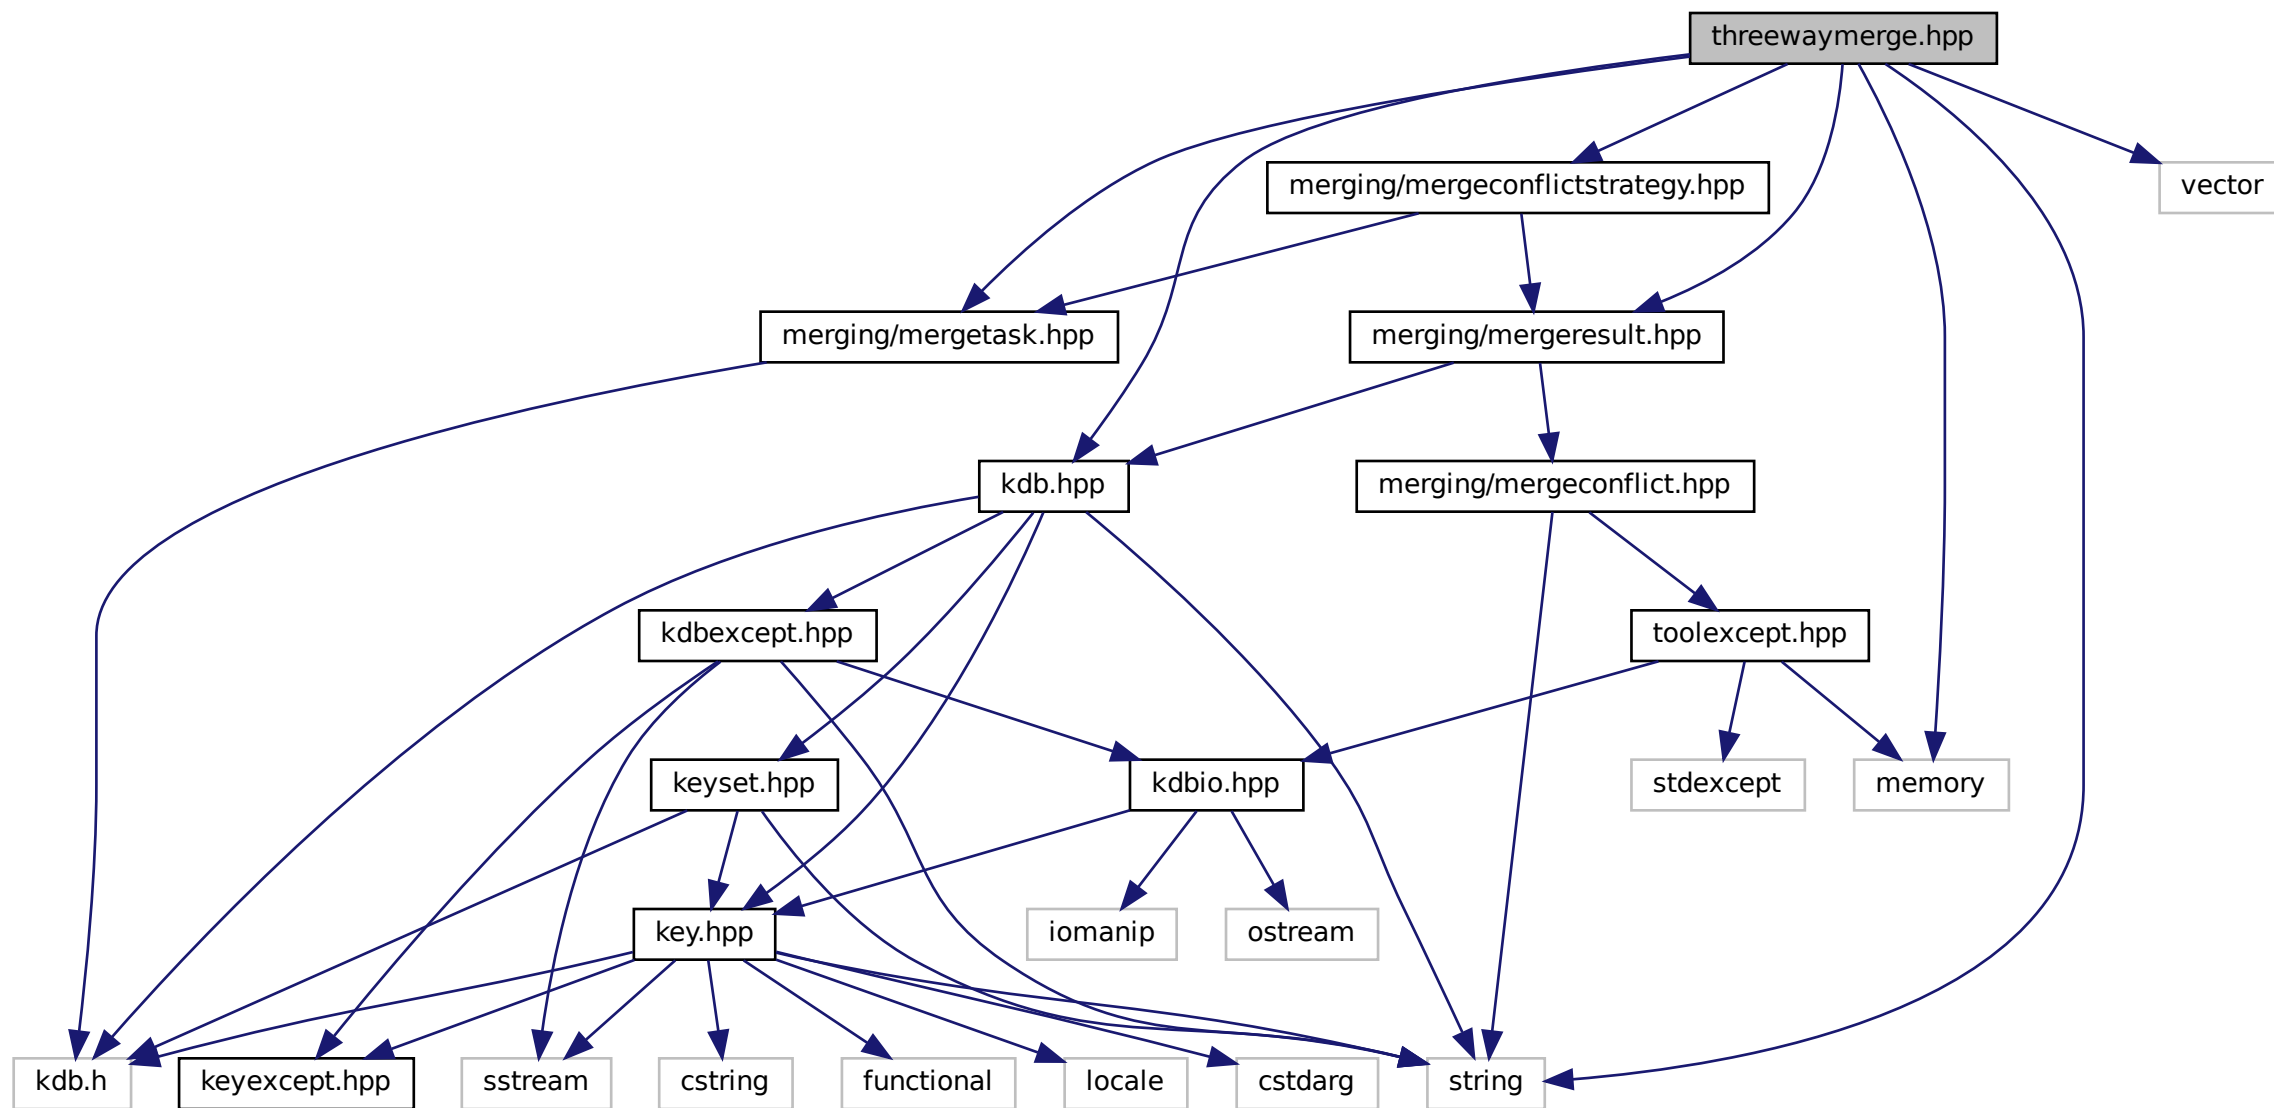 threewaymerge.hpp
merging/mergeconflictstrategy.hpp
vector
merging/mergetask.hpp
merging/mergeresult.hpp
kdb.hpp
merging/mergeconflict.hpp
kdbexcept.hpp
toolexcept.hpp
keyset.hpp
kdbio.hpp
stdexcept
memory
key.hpp
iomanip
ostream
kdb.h
keyexcept.hpp
sstream
cstring
functional
locale
cstdarg
string